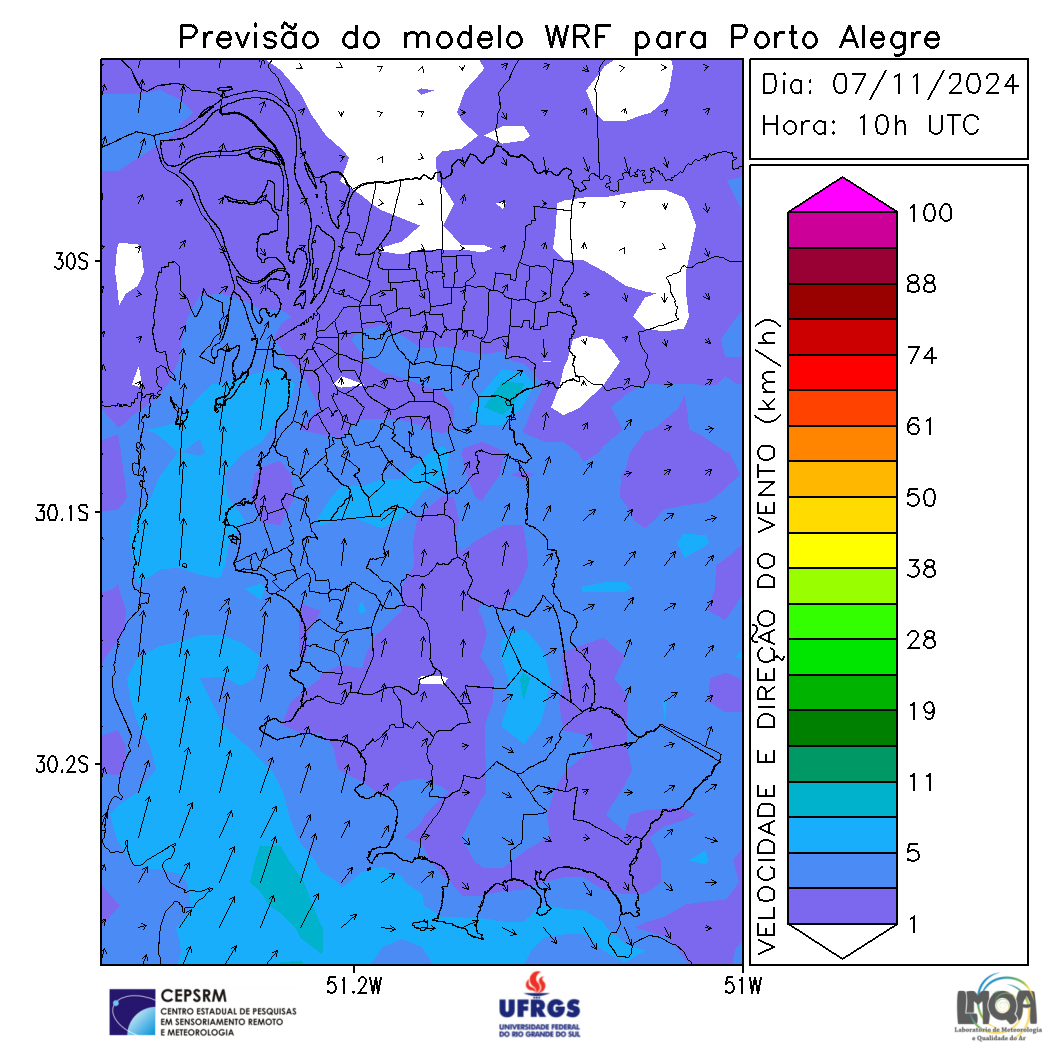 Previsão do modelo WRF para Porto Alegre
Dia: 07/11/2024
Hora: 10h UTC
30S
30.1S
30.2S
51.2W
51W
VELOCIDADE E DIREÇÃO DO VENTO (km/h)
100
88
74
61
50
38
28
19
11
5
1
CEPSRM
CENTRO ESTADUAL DE PESQUISAS
EM SENSORIAMENTO REMOTO
E METEOROLOGIA
UFRGS
UNIVERSIDADE FEDERAL
DO RIO GRANDE DO SUL
LMQA
Laboratório de Meteorologia
e Qualidade do Ar